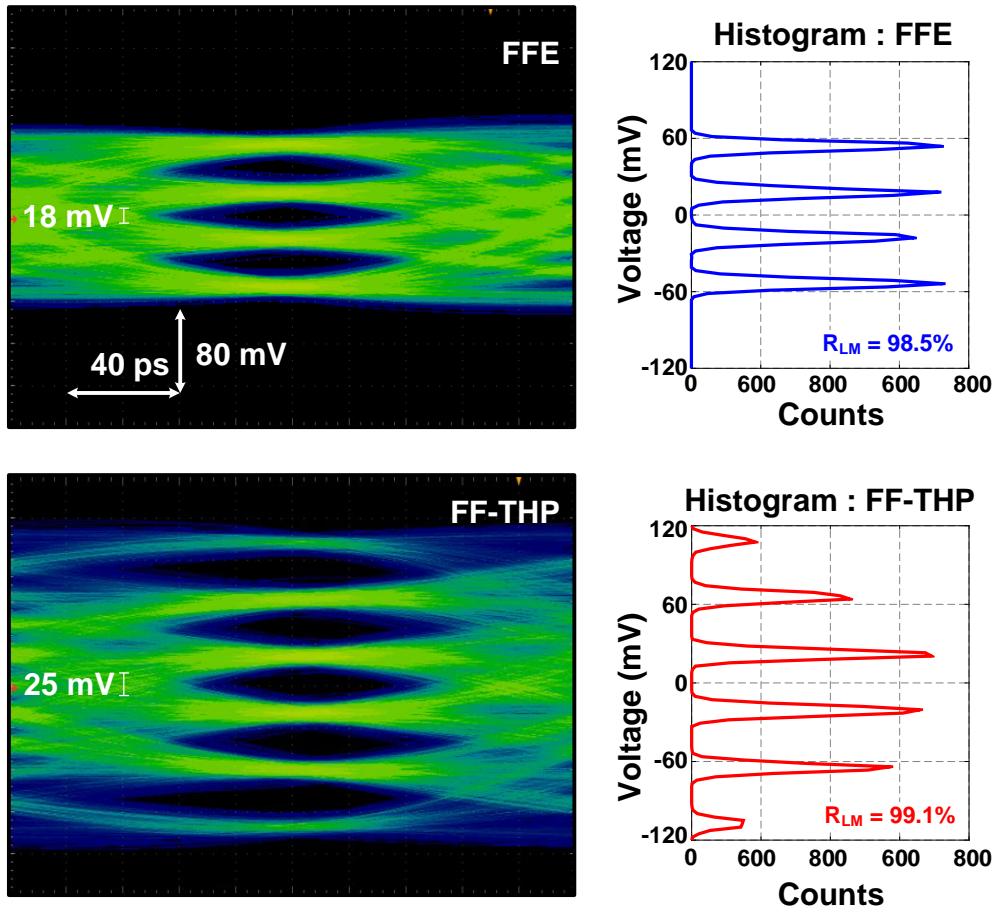 FFE
18 mV
40 ps
80 mV
Histogram : FFE
120
60
0
-60
-120
Voltage (mV)
R_LM = 98.5%
0 600 800 600 800
Counts
FF-THP
25 mV
Histogram : FF-THP
120
60
0
-60
-120
Voltage (mV)
R_LM = 99.1%
0 600 800 600 800
Counts